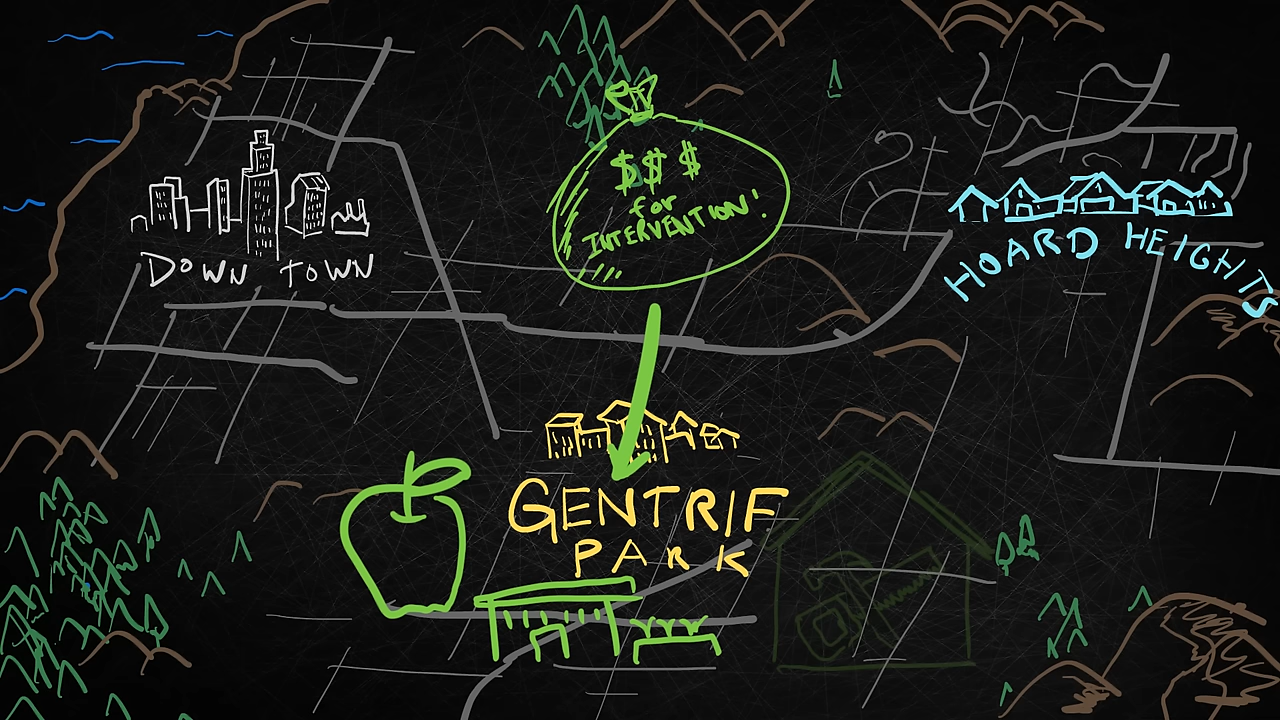 $$ $
for
INTERVENTION!
DOWN TOWN
HOARD HEIGHTS
GENTRIF
PARK